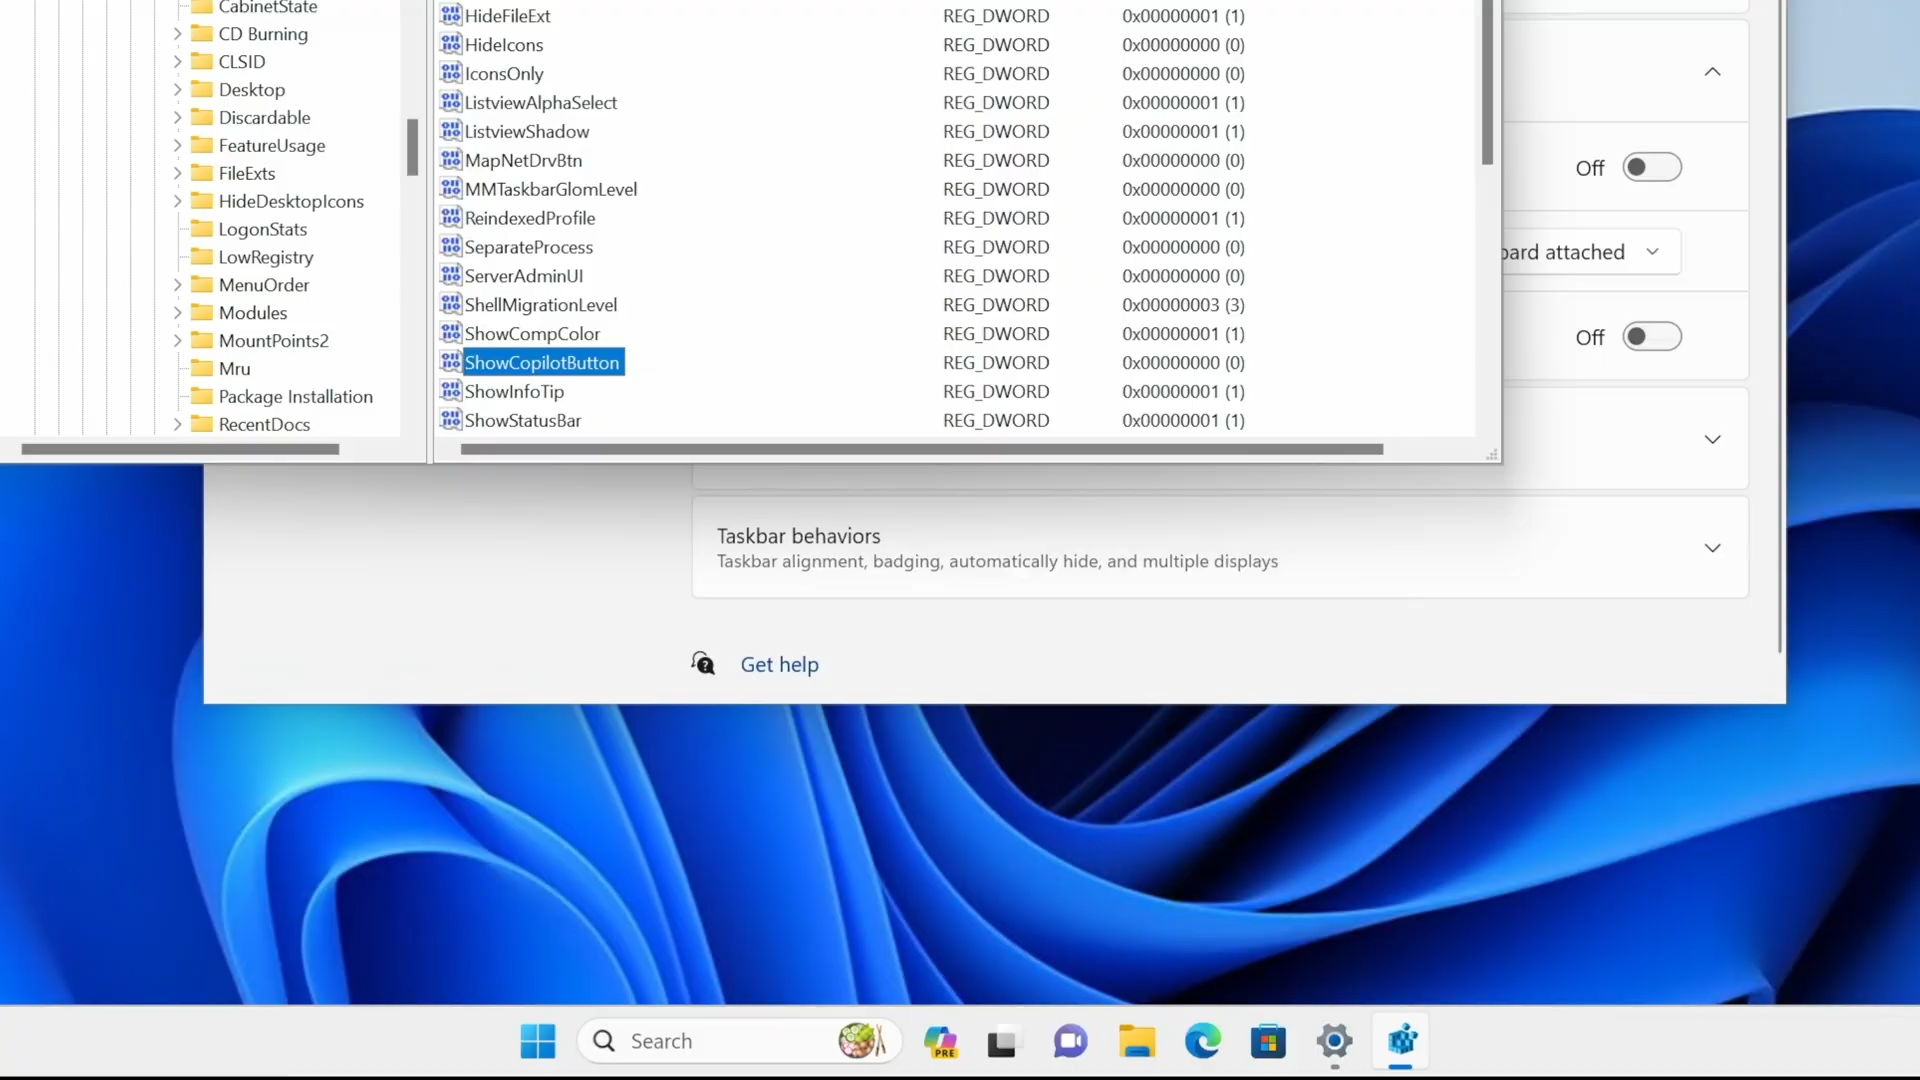 CabinetState
CD Burning
CLSID
Desktop
Discardable
FeatureUsage
FileExts
HideDesktopIcons
LogonStats
LowRegistry
MenuOrder
Modules
MountPoints2
Mru
Package Installation
RecentDocs
HideFileExt REG_DWORD 0x00000001 (1)
HideIcons REG_DWORD 0x00000000 (0)
IconsOnly REG_DWORD 0x00000000 (0)
ListviewAlphaSelect REG_DWORD 0x00000001 (1)
ListviewShadow REG_DWORD 0x00000001 (1)
MapNetDrvBtn REG_DWORD 0x00000000 (0)
MMTaskbarGlomLevel REG_DWORD 0x00000000 (0)
ReindexedProfile REG_DWORD 0x00000001 (1)
SeparateProcess REG_DWORD 0x00000000 (0)
ServerAdminUI REG_DWORD 0x00000000 (0)
ShellMigrationLevel REG_DWORD 0x00000003 (3)
ShowCompColor REG_DWORD 0x00000001 (1)
ShowCopilotButton REG_DWORD 0x00000000 (0)
ShowInfoTip REG_DWORD 0x00000001 (1)
ShowStatusBar REG_DWORD 0x00000001 (1)
Off
attached
Off
Taskbar behaviors
Taskbar alignment, badging, automatically hide, and multiple displays
Get help
Search
PRE